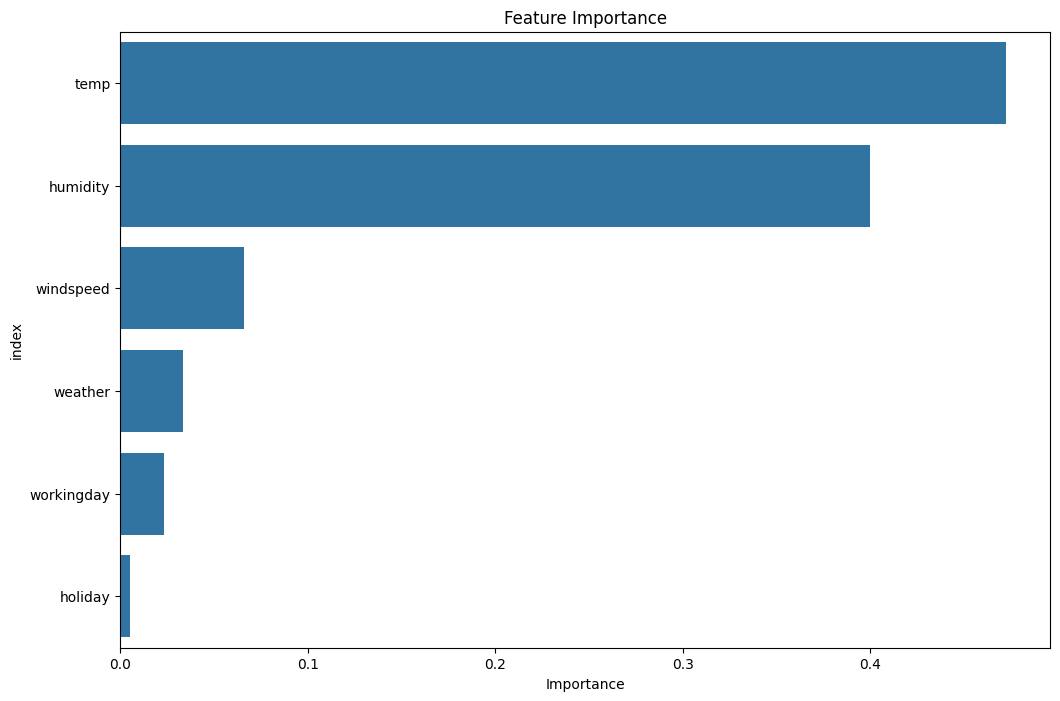 Feature Importance
temp
humidity
windspeed
weather
workingday
holiday
index
0.0 0.1 0.2 0.3 0.4
Importance